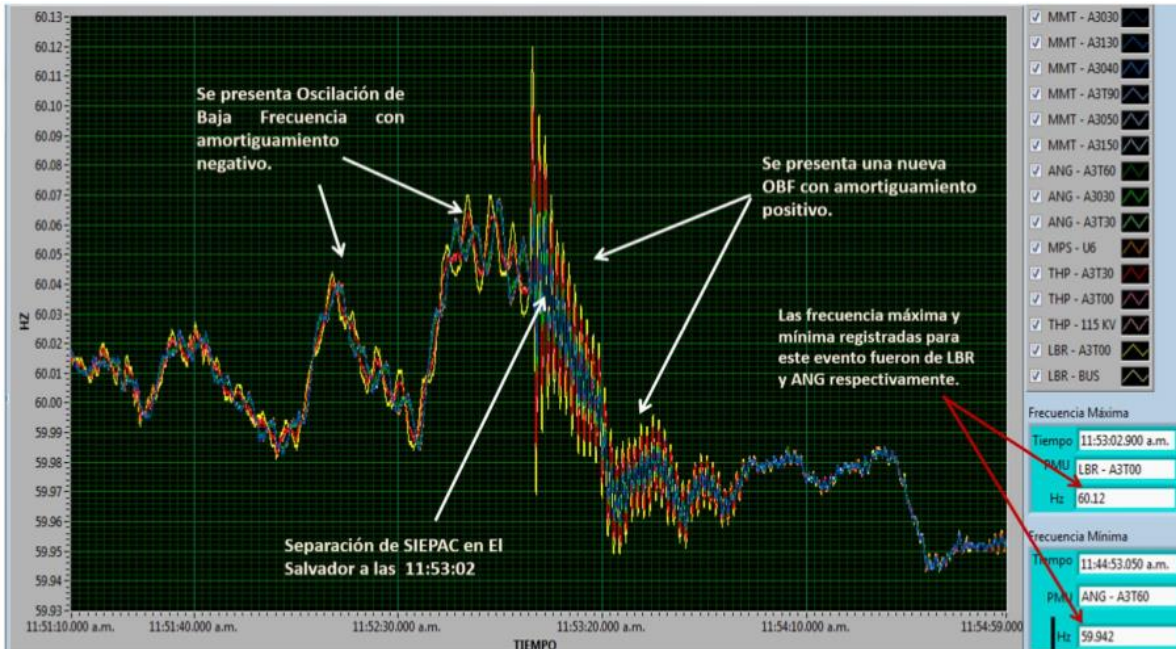 60.13
60.12
60.11
60.10
60.09
60.08
60.07
60.06
60.05
60.04
60.03
60.02
60.01
60.00
59.99
59.98
59.97
59.96
59.95
59.94
59.93
HZ
Se presenta Oscilación de
Baja Frecuencia con
amortiguamiento
negativo.
Se presenta una nueva
OBF con amortiguamiento
positivo.
Las frecuencia máxima y
mínima registradas para
este evento fueron de LBR
y ANG respectivamente.
Separación de SIEPAC en El
Salvador a las 11:53:02
11:51:10.000 a.m.
11:51:40.000 a.m.
11:52:30.000 a.m.
11:53:20.000 a.m.
11:54:10.000 a.m.
11:54:59.000
TIEMPO
MMT - A3030
MMT - A3130
MMT - A3040
MMT - A3T90
MMT - A3050
MMT - A3150
ANG - A3T60
ANG - A3030
ANG - A3T30
MPS - U6
THP - A3T30
THP - A3T00
THP - 115 KV
LBR - A3T00
LBR - BUS
Frecuencia Máxima
Tiempo 11:53:02.900 a.m.
PMU LBR - A3T00
Hz 60.12
Frecuencia Mínima
Tiempo 11:44:53.050 a.m.
PMU ANG - A3T60
Hz 59.942